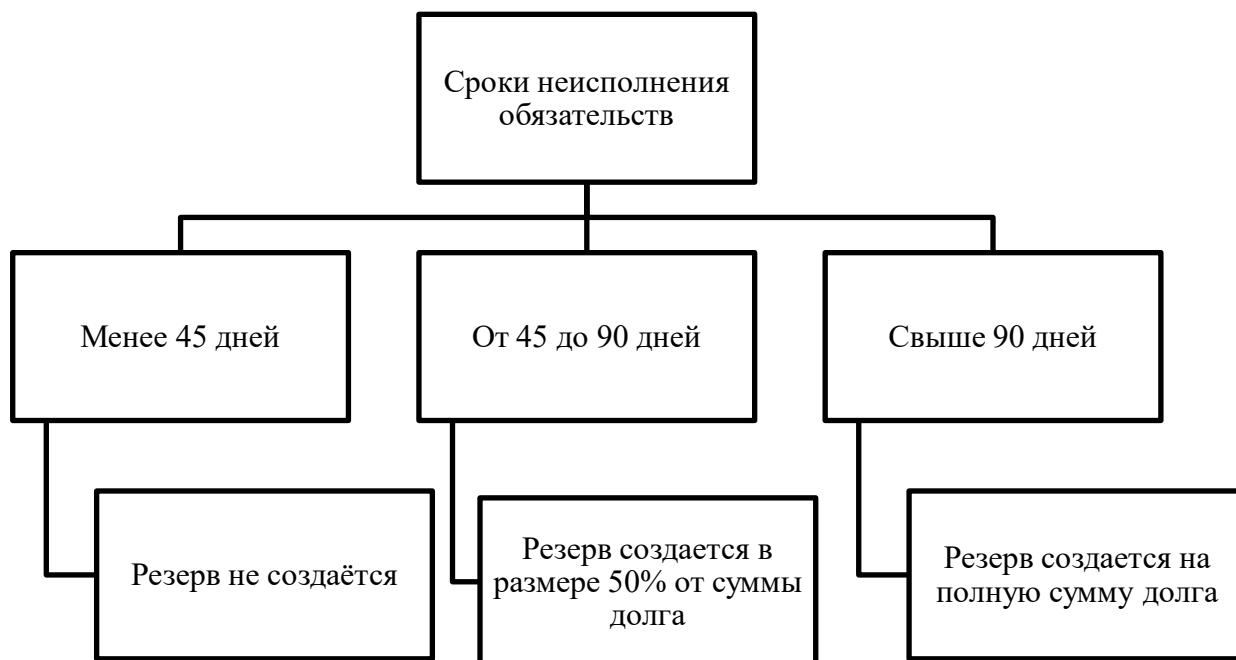 Сроки неисполнения
обязательств
Менее 45 дней
От 45 до 90 дней
Свыше 90 дней
Резерв не создаётся
Резерв создается в
размере 50% от суммы
долга
Резерв создается на
полную сумму долга